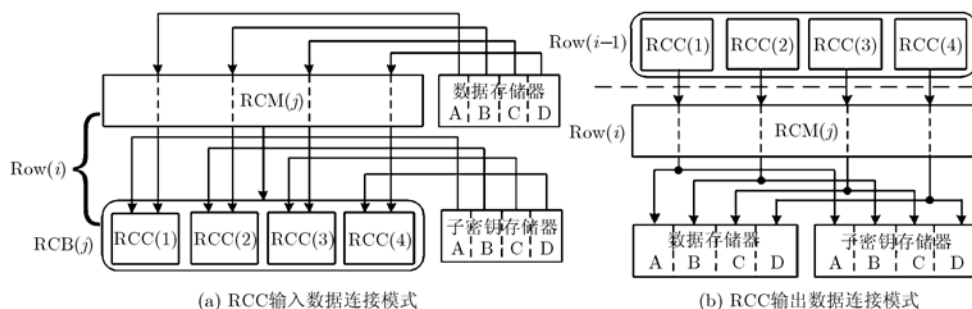 数据存储器
A B C D
RCM(j)
Row(i)
RCB(j)
RCC(1) RCC(2) RCC(3) RCC(4)
子密钥存储器
A B C D
(a) RCC输入数据连接模式
Row(i−1)
RCC(1) RCC(2) RCC(3) RCC(4)
Row(i)
RCM(j)
数据存储器
A B C D
子密钥存储器
A B C D
(b) RCC输出数据连接模式